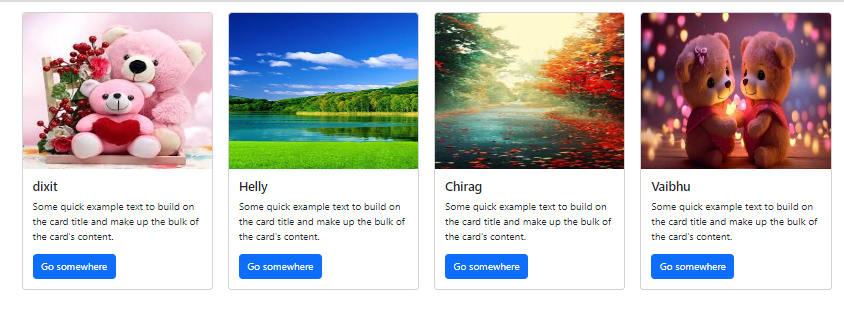 dixit
Some quick example text to build on
the card title and make up the bulk of
the card's content.
Go somewhere
Helly
Some quick example text to build on
the card title and make up the bulk of
the card's content.
Go somewhere
Chirag
Some quick example text to build on
the card title and make up the bulk of
the card's content.
Go somewhere
Vaibhu
Some quick example text to build on
the card title and make up the bulk of
the card's content.
Go somewhere